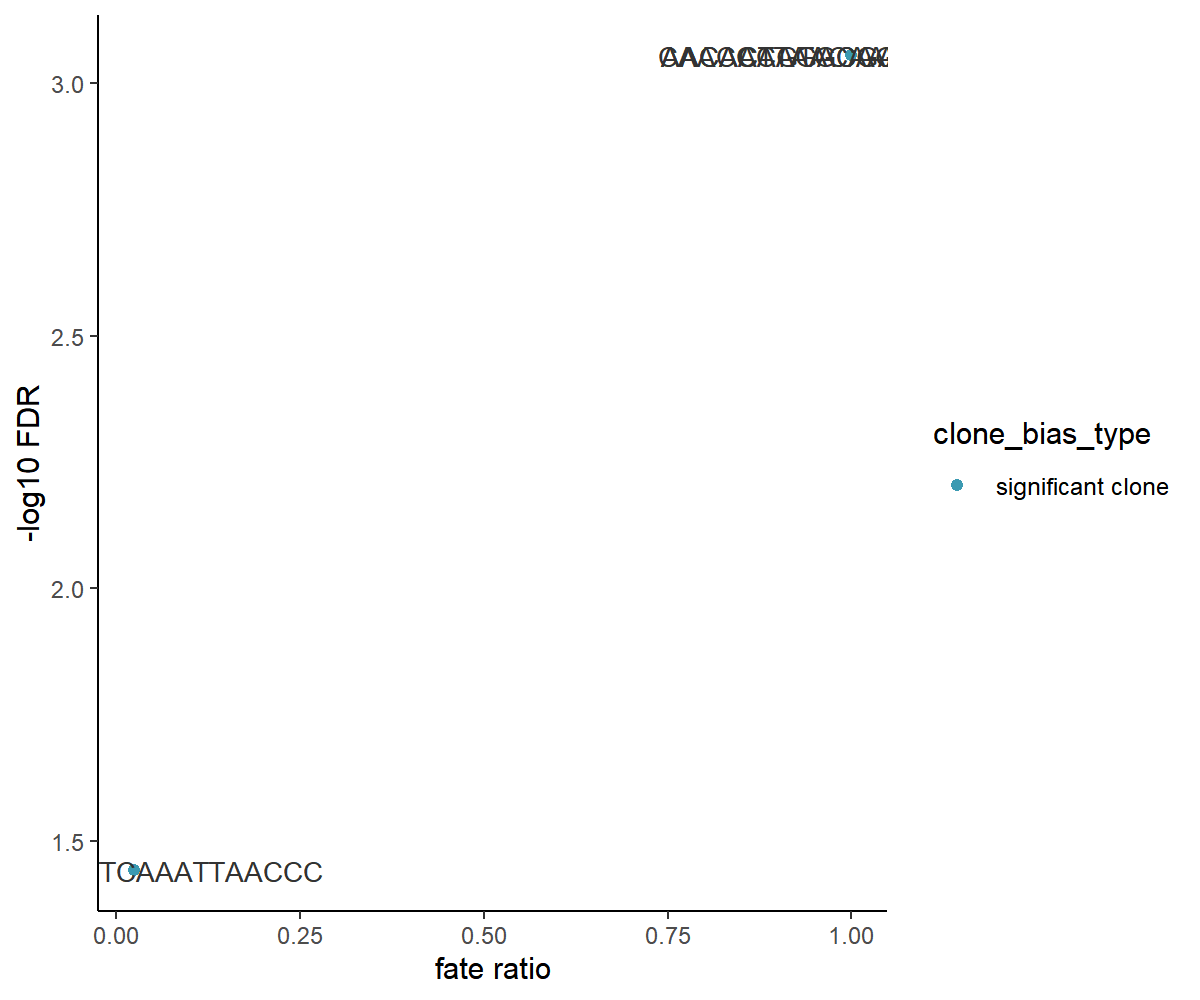 3.0
2.5
2.0
1.5
-log10 FDR
TCAAATTAACCC
0.00 0.25 0.50 0.75 1.00
fate ratio
clone_bias_type
significant clone